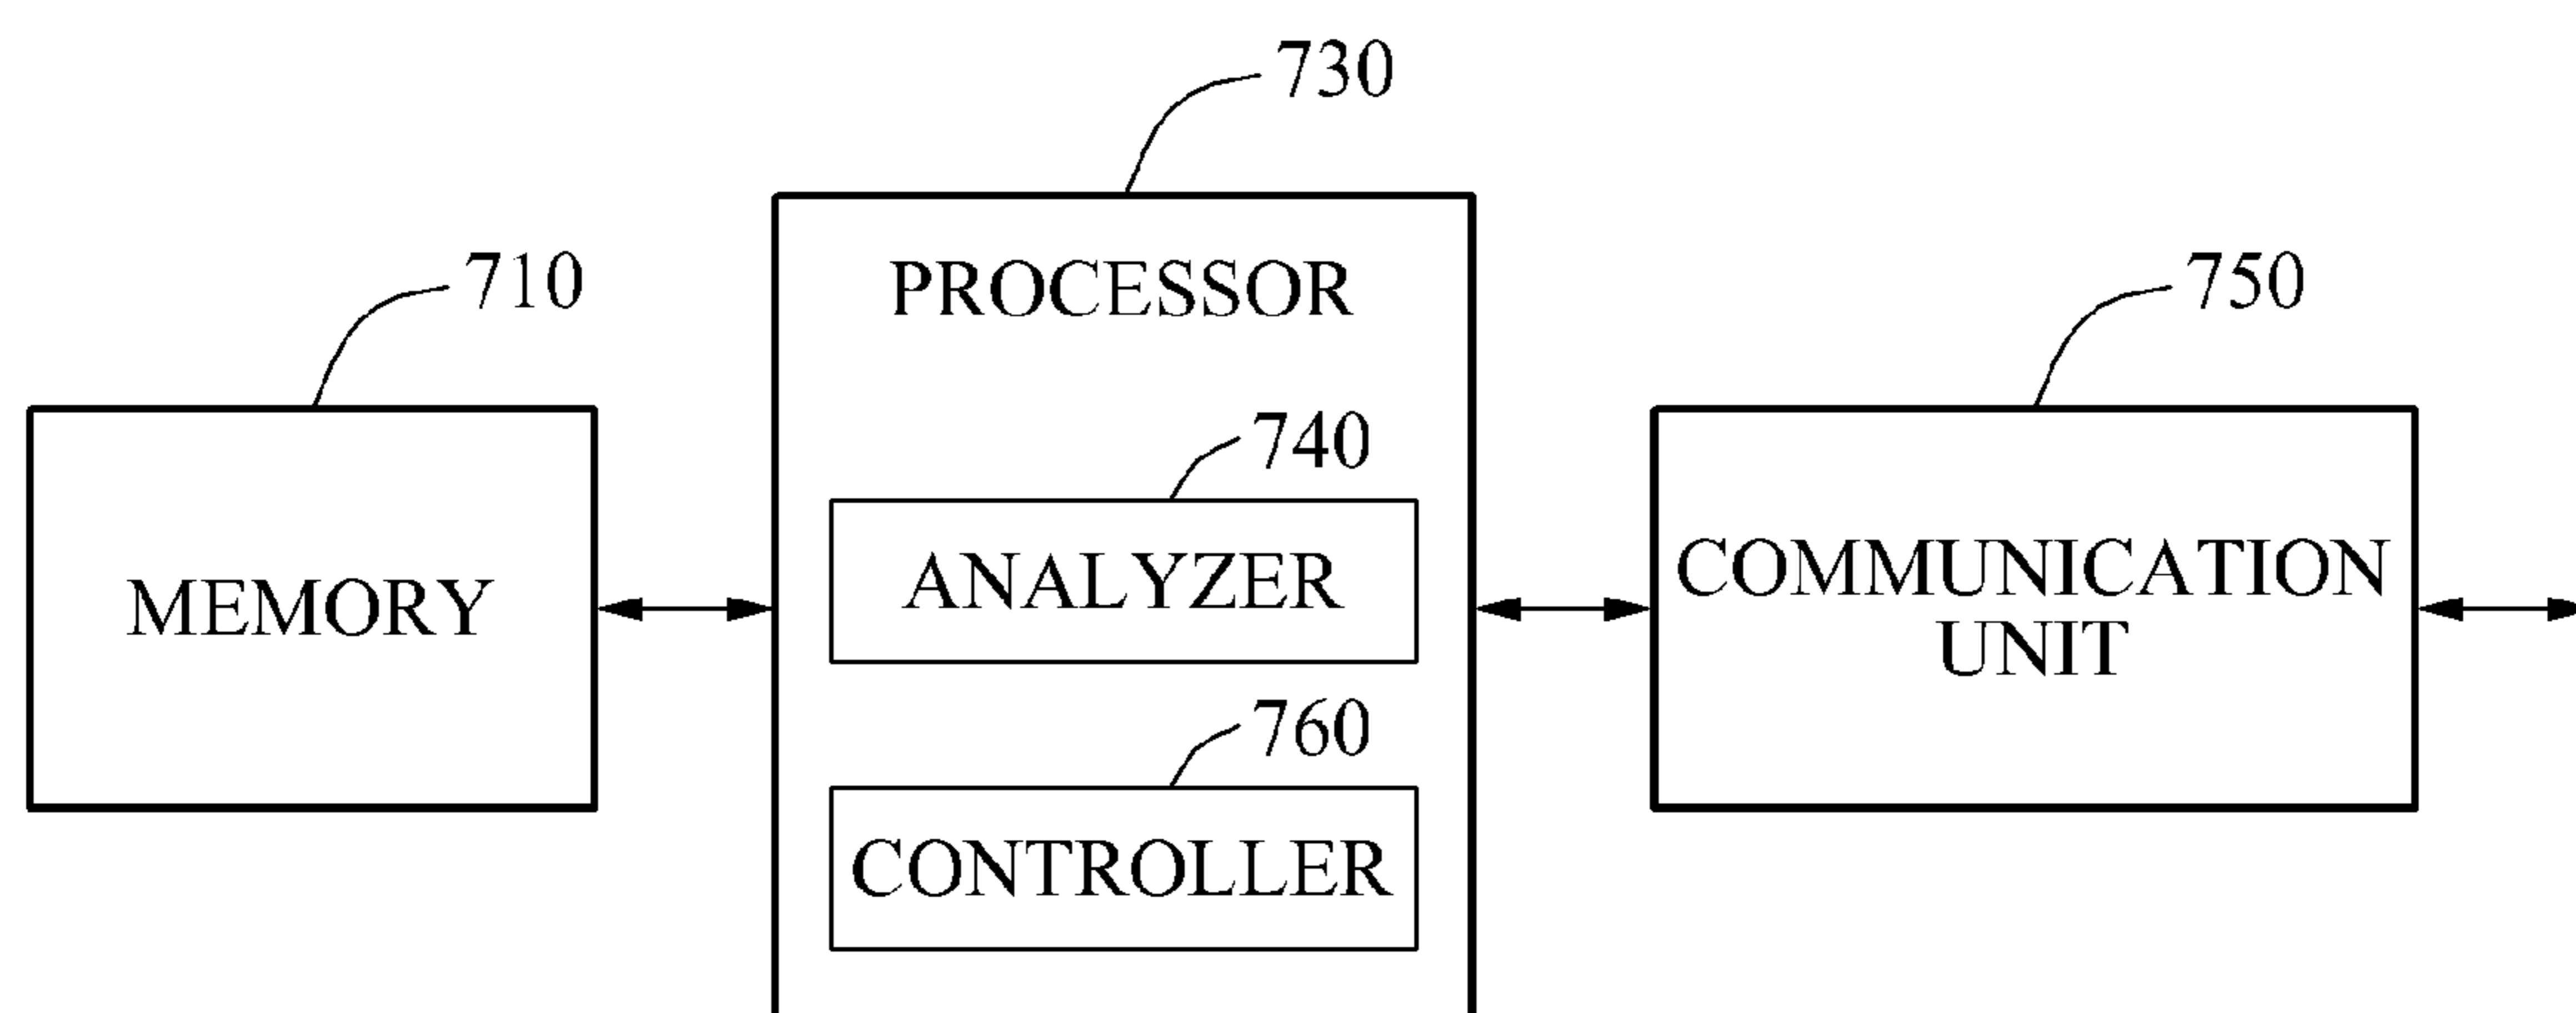 730
PROCESSOR
710
750
740
ANALYZER
MEMORY
COMMUNICATION
UNIT
760
CONTROLLER